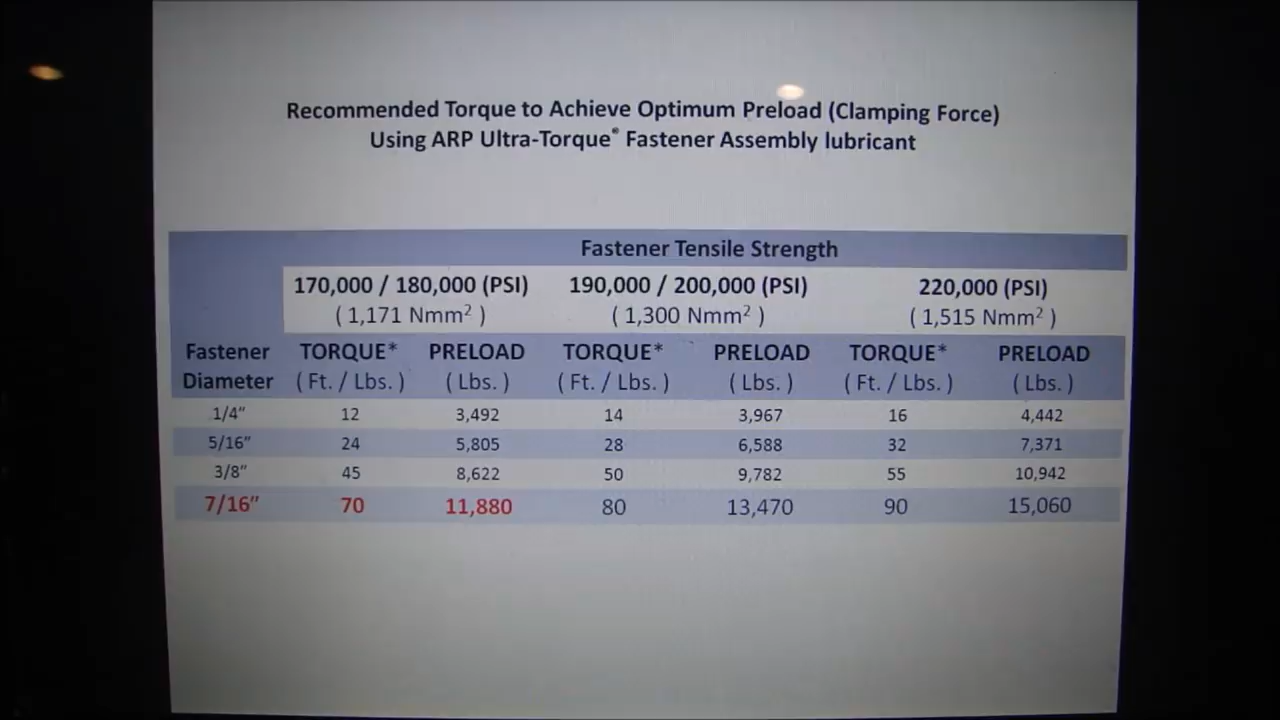 Recommended Torque to Achieve Optimum Preload (Clamping Force)
Using ARP Ultra-Torque® Fastener Assembly lubricant
Fastener Tensile Strength
170,000 / 180,000 (PSI) 190,000 / 200,000 (PSI) 220,000 (PSI)
( 1,171 Nmm² ) ( 1,300 Nmm² ) ( 1,515 Nmm² )
Fastener TORQUE* PRELOAD TORQUE* PRELOAD TORQUE* PRELOAD
Diameter ( Ft. / Lbs. ) ( Lbs. ) ( Ft. / Lbs. ) ( Lbs. ) ( Ft. / Lbs. ) ( Lbs. )
1/4” 12 3,492 14 3,967 16 4,442
5/16” 24 5,805 28 6,588 32 7,371
3/8” 45 8,622 50 9,782 55 10,942
7/16” 70 11,880 80 13,470 90 15,060